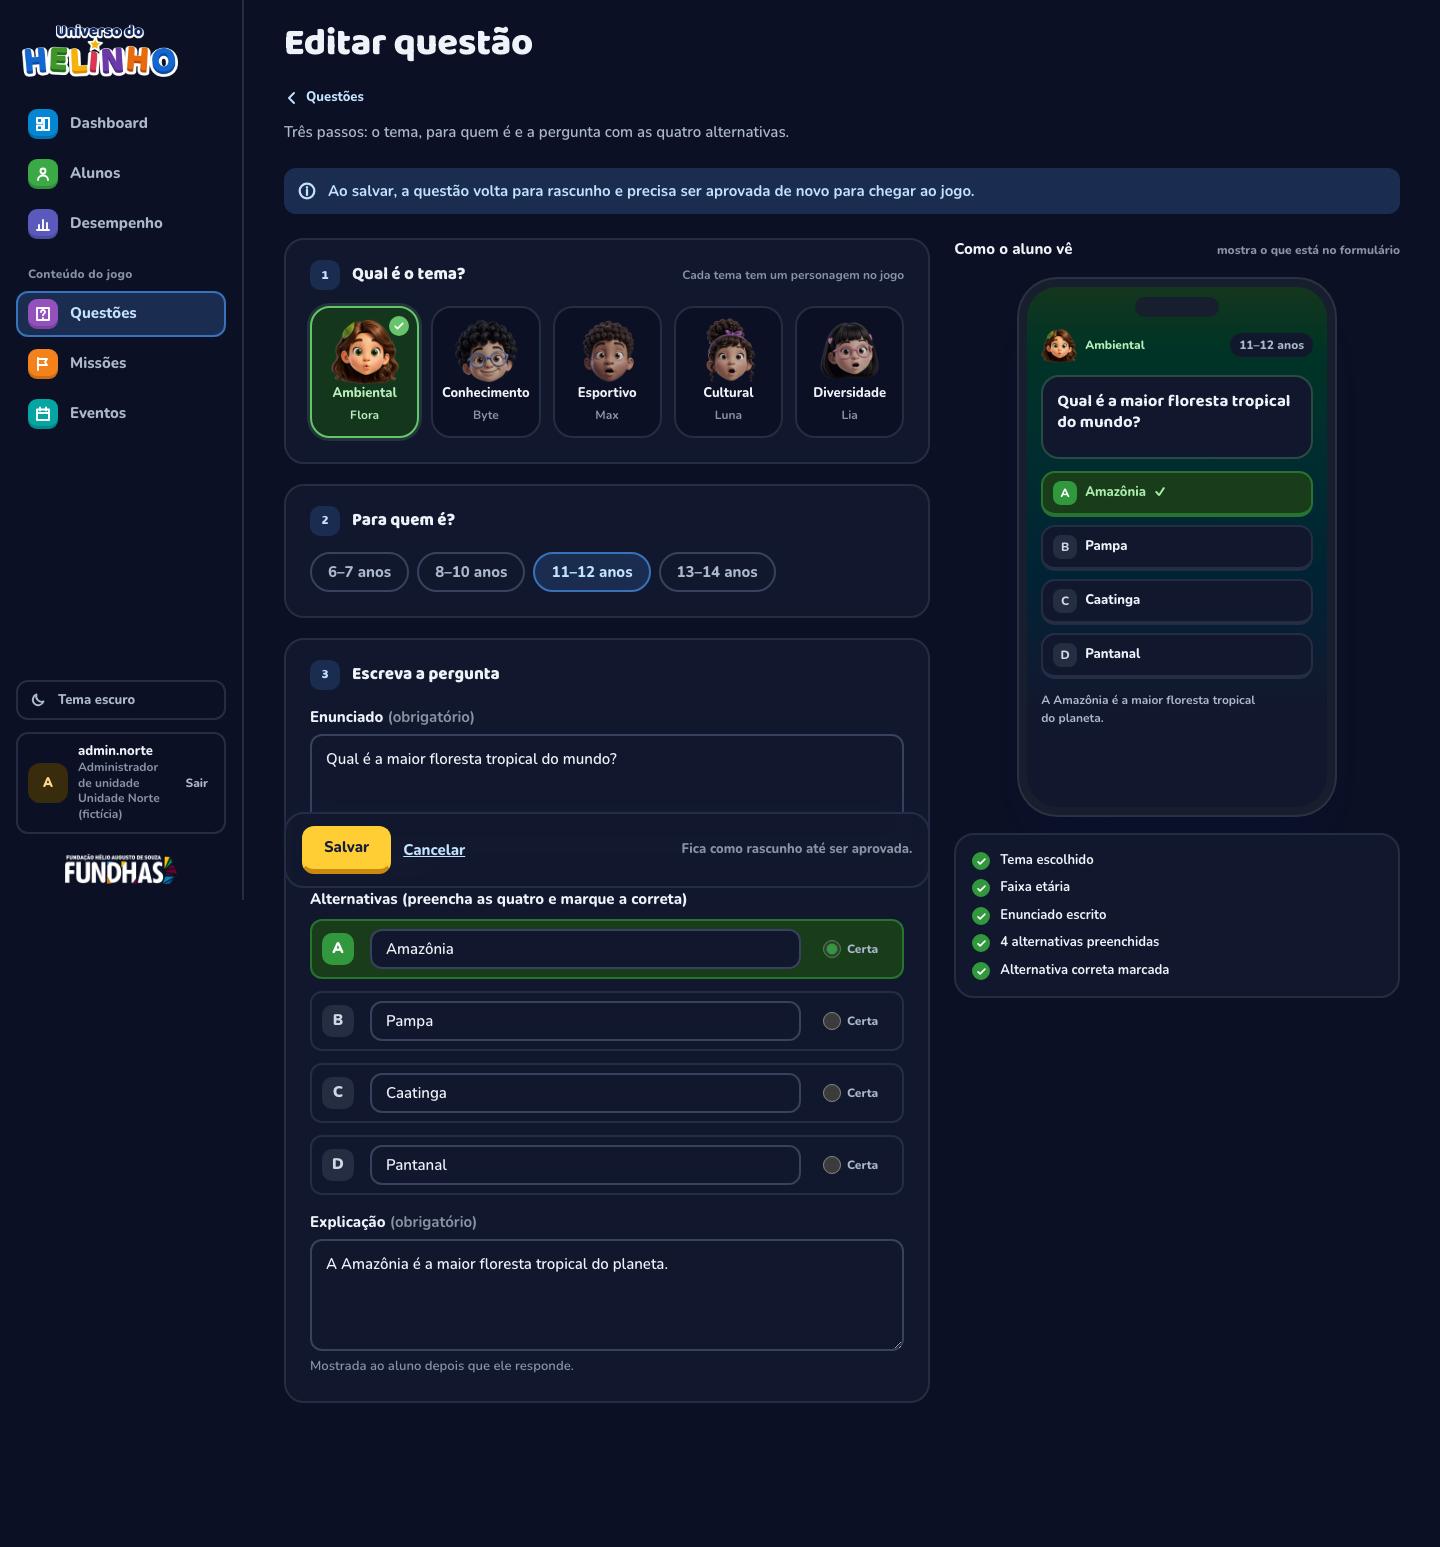 Universo do
HELINHO
Dashboard
Alunos
Desempenho
Conteúdo do jogo
Questões
Missões
Eventos
Tema escuro
A
admin.norte
Administrador
de unidade
Unidade Norte
(fictícia)
Sair
FUNDAÇÃO HÉLIO AUGUSTO DE SOUZA
FUNDHAS
Editar questão
Questões
Três passos: o tema, para quem é e a pergunta com as quatro alternativas.
Ao salvar, a questão volta para rascunho e precisa ser aprovada de novo para chegar ao jogo.
1 Qual é o tema? Cada tema tem um personagem no jogo
Ambiental
Flora
Conhecimento
Byte
Esportivo
Max
Cultural
Luna
Diversidade
Lia
2 Para quem é?
6–7 anos 8–10 anos 11–12 anos 13–14 anos
3 Escreva a pergunta
Enunciado (obrigatório)
Qual é a maior floresta tropical do mundo?
Salvar Cancelar Fica como rascunho até ser aprovada.
Alternativas (preencha as quatro e marque a correta)
A Amazônia Certa
B Pampa Certa
C Caatinga Certa
D Pantanal Certa
Explicação (obrigatório)
A Amazônia é a maior floresta tropical do planeta.
Mostrada ao aluno depois que ele responde.
Como o aluno vê mostra o que está no formulário
Ambiental 11–12 anos
Qual é a maior floresta tropical
do mundo?
A Amazônia
B Pampa
C Caatinga
D Pantanal
A Amazônia é a maior floresta tropical
do planeta.
Tema escolhido
Faixa etária
Enunciado escrito
4 alternativas preenchidas
Alternativa correta marcada